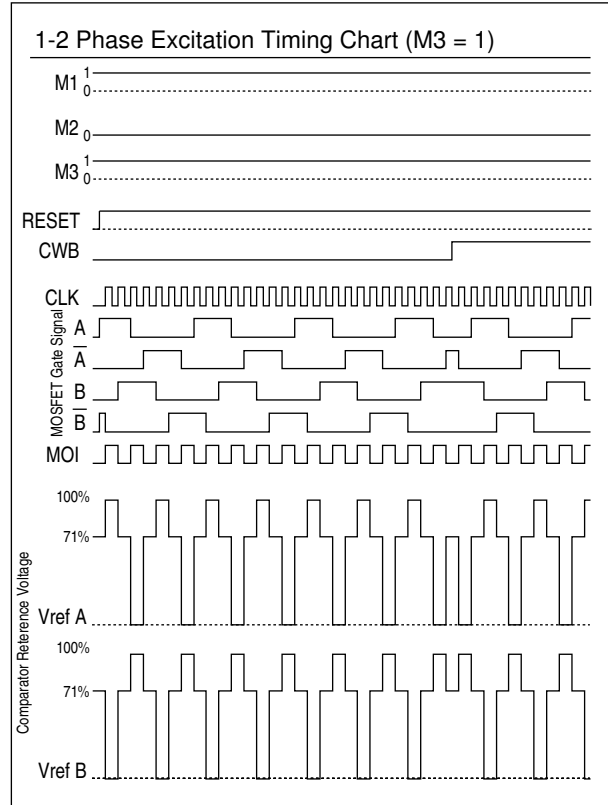 1-2 Phase Excitation Timing Chart (M3 = 1)
M1 1
0
M2 0
M3 1
0
RESET
CWB
CLK
MOSFET Gate Signal
A
A̅
B
B̅
MOI
Comparator Reterence Voltage
100%
71%
Vref A
100%
71%
Vref B